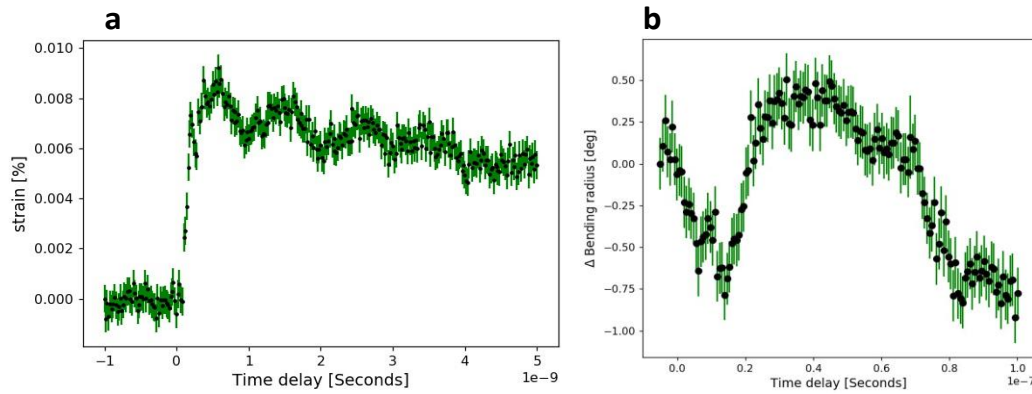 a
0.010
0.008
0.006
0.004
0.002
0.000
strain [%]
−1 0 1 2 3 4 5
1e-9
Time delay [Seconds]
b
0.50
0.25
0.00
−0.25
−0.50
−0.75
−1.00
Δ Bending radius [deg]
0.0 0.2 0.4 0.6 0.8 1.0
1e-7
Time delay [Seconds]